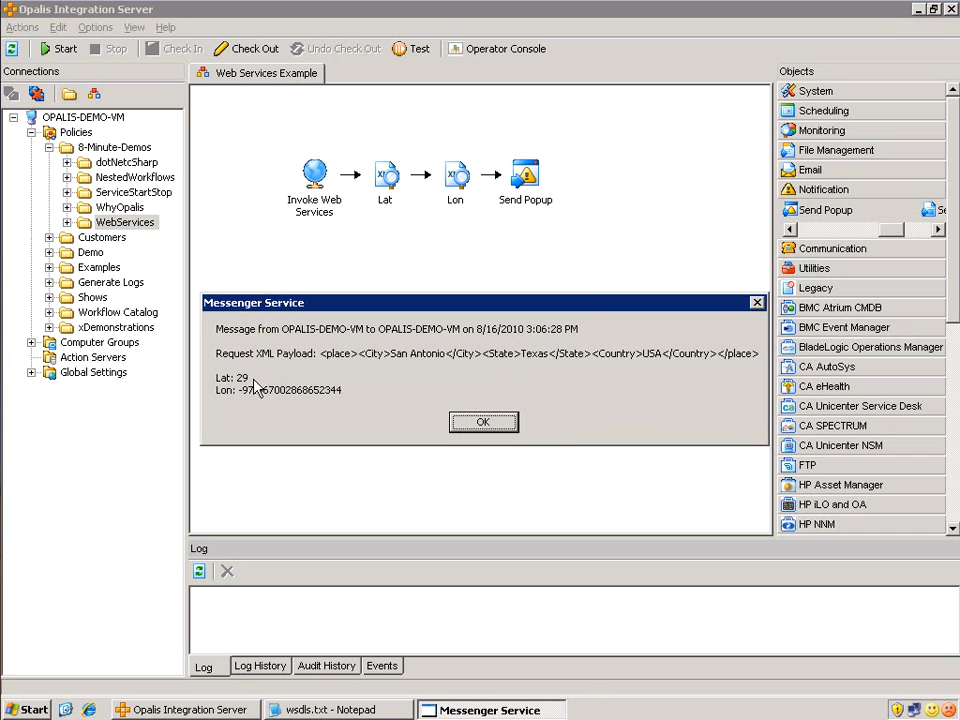 Opalis Integration Server
Actions Edit Options View Help
Start Stop Check In Check Out Undo Check Out Test Operator Console
Connections
Web Services Example
Objects
OPALIS-DEMO-VM
Policies
8-Minute-Demos
dotNetcSharp
NestedWorkflows
ServiceStartStop
WhyOpalis
WebServices
Customers
Demo
Examples
Generate Logs
Shows
Workflow Catalog
xDemonstrations
Computer Groups
Action Servers
Global Settings
Invoke Web
Services
Lat
Lon
Send Popup
Messenger Service
Message from OPALIS-DEMO-VM to OPALIS-DEMO-VM on 8/16/2010 3:06:28 PM
Request XML Payload: <place><City>San Antonio</City><State>Texas</State><Country>USA</Country></place>
Lat: 29
Lon:
OK
System
Scheduling
Monitoring
File Management
Email
Notification
Send Popup Se
Communication
Utilities
Legacy
BMC Atrium CMDB
BMC Event Manager
BladeLogic Operations Manager
CA AutoSys
CA eHealth
CA Unicenter Service Desk
CA SPECTRUM
CA Unicenter NSM
FTP
HP Asset Manager
HP iLO and OA
HP NNM
Log
Log Log History Audit History Events
Start Opalis Integration Server wsdls.txt - Notepad Messenger Service